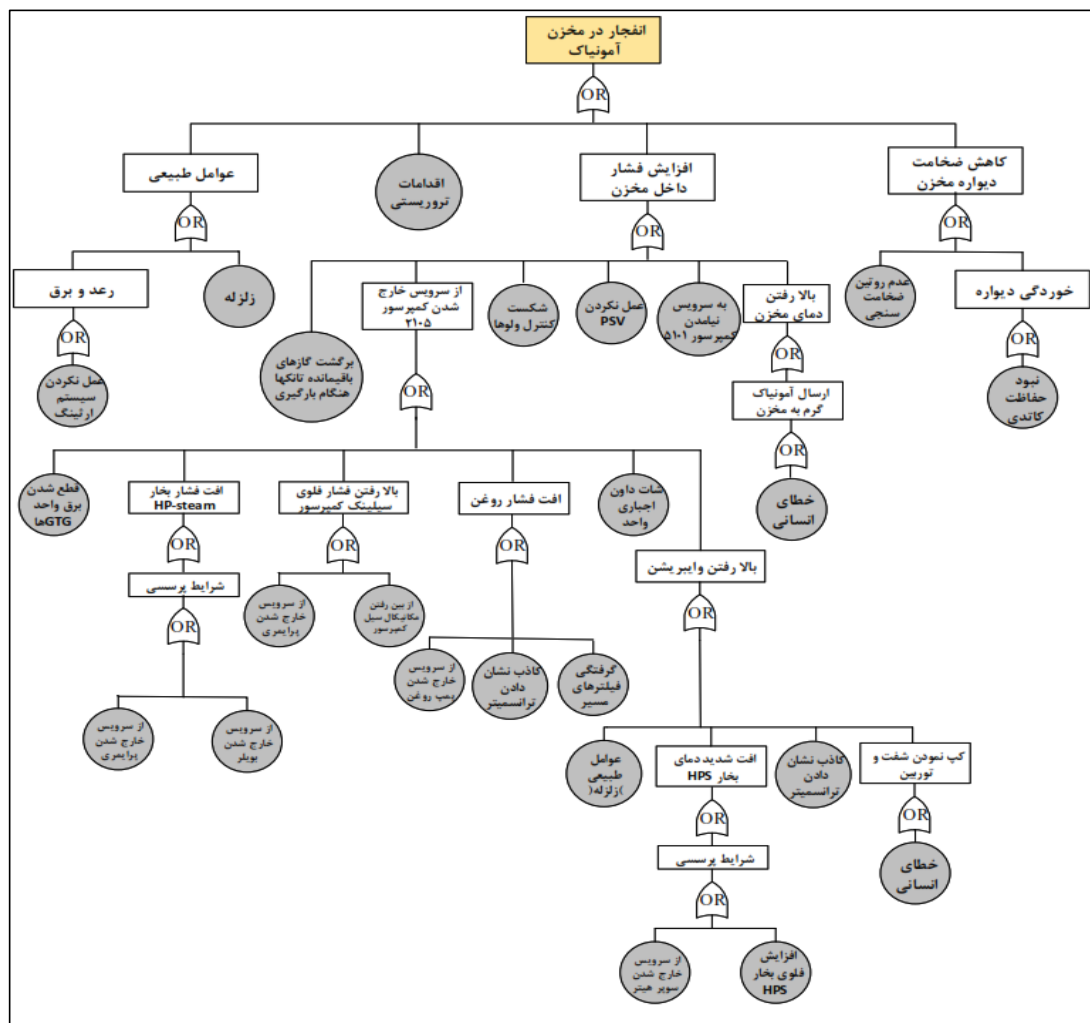 انفجار در مخزن
آمونیاک
OR
کاهش ضخامت
دیواره مخزن
افزایش فشار
داخل مخزن
اقدامات
تروریستی
عوامل طبیعی
OR
OR
OR
خوردگی دیواره
عدم روتین
ضخامت
سنجی
بالا رفتن
دمای مخزن
به سرویس
نیامدن
کمپرسور ۵۱۰۱
عمل نکردن
PSV
شکست
کنترل ولوها
از سرویس خارج
شدن کمپرسور
۲۱۰۵
برگشت گازهای
باقیمانده تانکها
هنگام بارگیری
زلزله
رعد و برق
OR
OR
OR
OR
نبود
حفاظت
کاتدی
ارسال آمونیاک
گرم به مخزن
عمل نکردن
سیستم
ارثینگ
OR
خطای
انسانی
بالا رفتن وایبریشن
شات داون
اجباری
واحد
افت فشار روغن
بالا رفتن فشار فلوی
سیلینک کمپرسور
افت فشار بخار
HP-steam
قطع شدن
برق واحد
GTGها
OR
OR
OR
OR
گرفتگی
فیلترهای
مسیر
کاذب نشان
دادن
ترانسمیتر
از سرویس
خارج شدن
پمپ روغن
از بین رفتن
مکانیکال سیل
کمپرسور
از سرویس
خارج شدن
پرایمری
شرایط پرسسی
OR
از سرویس
خارج شدن
بویلر
از سرویس
خارج شدن
پرایمری
کپ نمودن شفت و
توربین
کاذب نشان
دادن
ترانسمیتر
افت شدید دمای
بخار HPS
عوامل
طبیعی
)زلزله(
OR
OR
خطای
انسانی
شرایط پرسسی
OR
افزایش
فلوی بخار
HPS
از سرویس
خارج شدن
سوپر هیتر